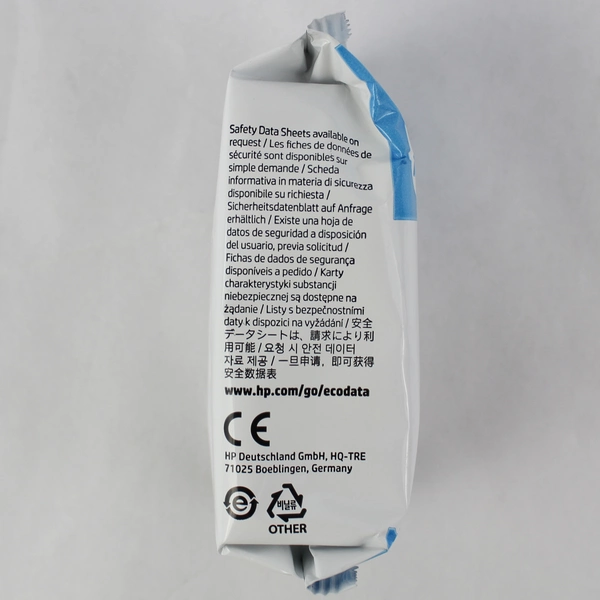 Safety Data Sheets available on
request / Les fiches de données de
sécurité sont disponibles sur
simple demande / Scheda
informativa in materia di sicurezza
disponibile su richiesta /
Sicherheitsdatenblatt auf Anfrage
erhältlich / Existe una hoja de
datos de seguridad a disposición
del usuario, previa solicitud /
Fichas de dados de segurança
disponíveis a pedido / Karty
charakterystyki substancji
niebezpiecznej są dostępne na
żądanie / Listy s bezpečnostními
daty k dispozici na vyžádání / 安全
データシートは、請求により利
用可能 / 요청 시 안전 데이터
자료 제공 / 一旦申请，即可获得
安全数据表
www.hp.com/go/ecodata
CE
HP Deutschland GmbH, HQ-TRE
71025 Boeblingen, Germany
e
비닐류
OTHER